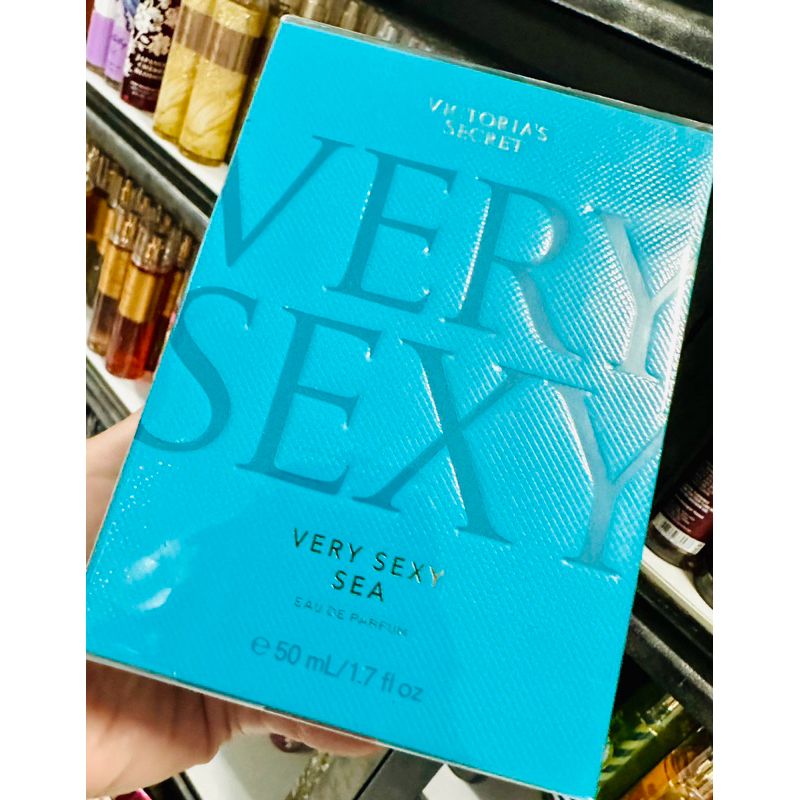 VICTORIA'S
SECRET
VERY
SEXY
VERY SEXY
SEA
EAU DE PARFUM
e 50 mL/1.7 fl oz